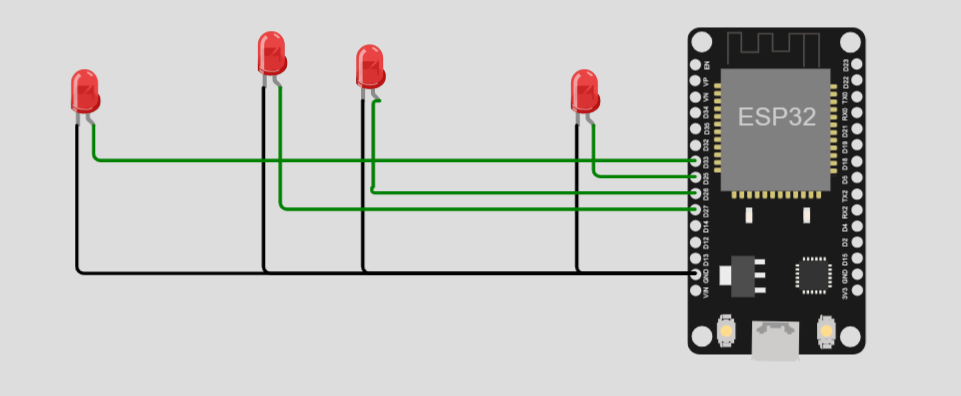 ESP32
EN
VP
VN
D34
D35
D32
D33
D25
D26
D27
D14
D12
D13
GND
VIN
D23
D22
TX0
RX0
D21
D19
D18
D5
TX2
RX2
D4
D2
D15
GND
3V3